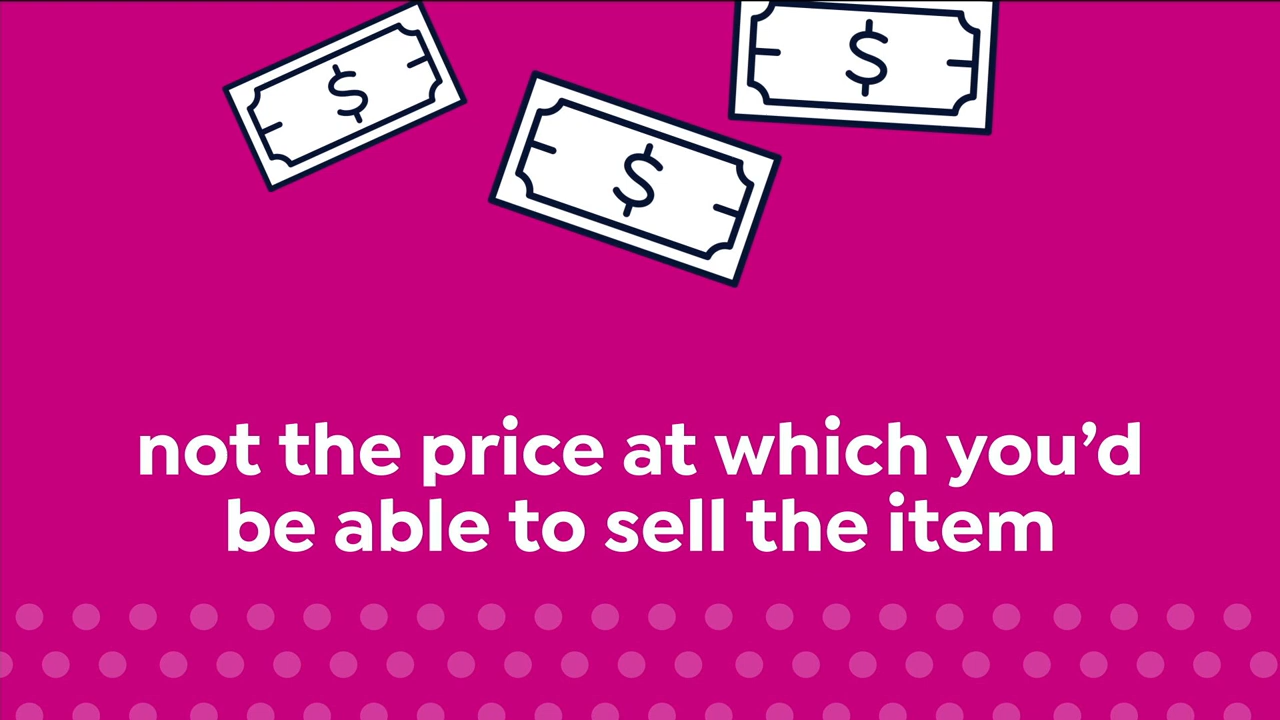 $
$
$
not the price at which you’d
be able to sell the item